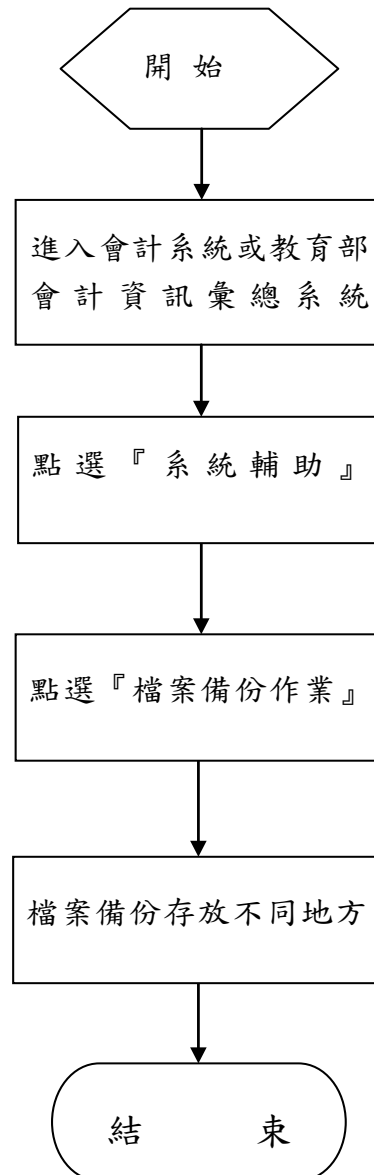 開始
進入會計系統或教育部
會計資訊彙總系統
點選『系統輔助』
點選『檔案備份作業』
檔案備份存放不同地方
結束